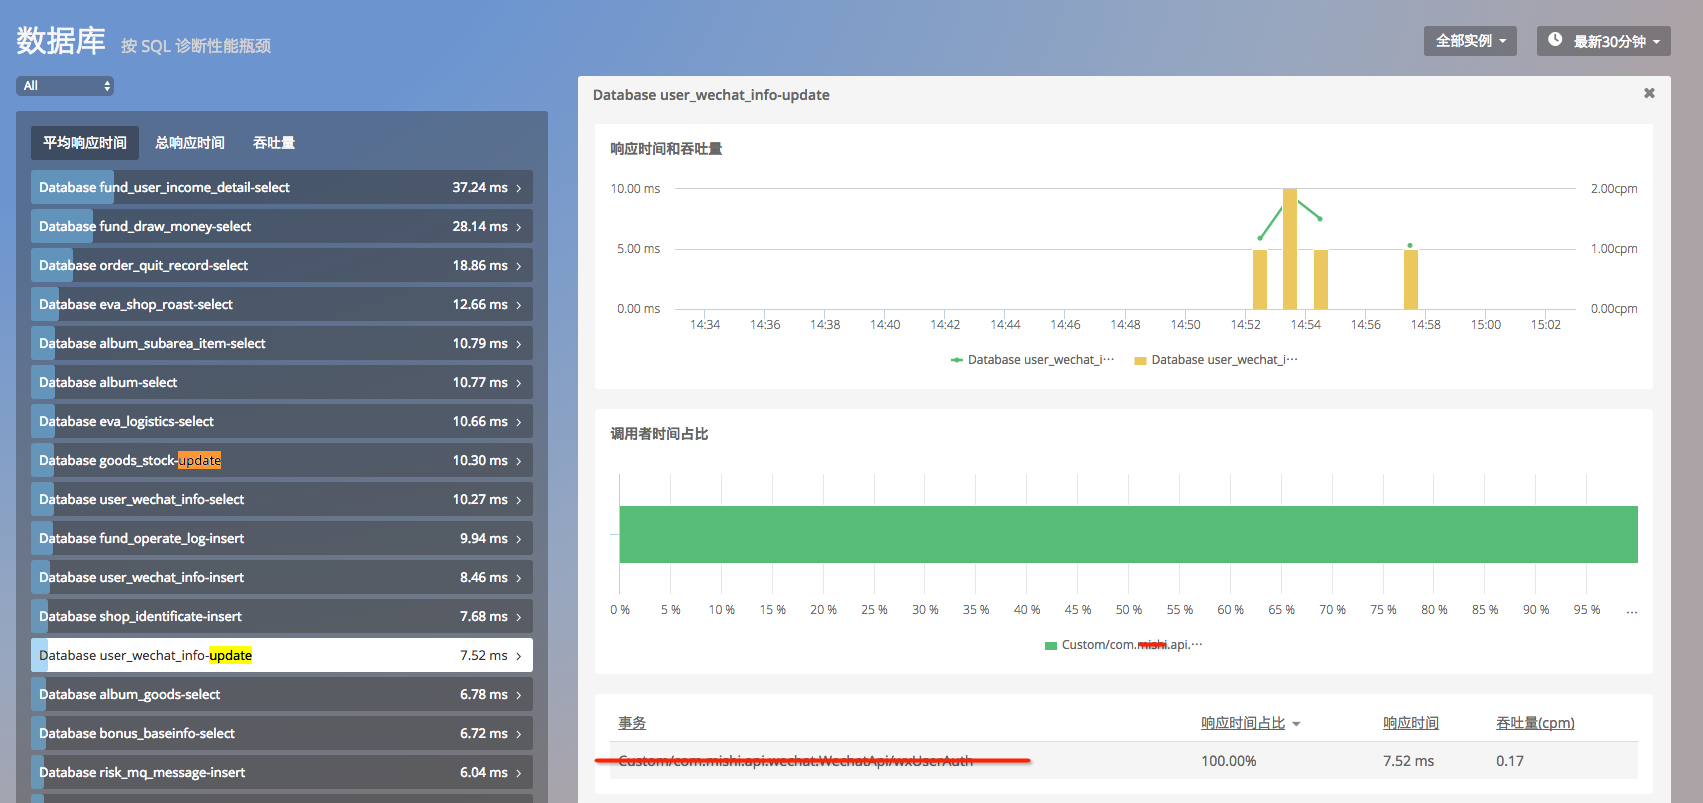 数据库 按 SQL 诊断性能瓶颈
全部实例
最新30分钟
All
平均响应时间 总响应时间 吞吐量
Database fund_user_income_detail-select 37.24 ms
Database fund_draw_money-select 28.14 ms
Database order_quit_record-select 18.86 ms
Database eva_shop_roast-select 12.66 ms
Database album_subarea_item-select 10.79 ms
Database album-select 10.77 ms
Database eva_logistics-select 10.66 ms
Database goods_stock-update 10.30 ms
Database user_wechat_info-select 10.27 ms
Database fund_operate_log-insert 9.94 ms
Database user_wechat_info-insert 8.46 ms
Database shop_identificate-insert 7.68 ms
Database user_wechat_info-update 7.52 ms
Database album_goods-select 6.78 ms
Database bonus_baseinfo-select 6.72 ms
Database risk_mq_message-insert 6.04 ms
Database user_wechat_info-update
响应时间和吞吐量
10.00 ms 2.00cpm
5.00 ms 1.00cpm
0.00 ms 0.00cpm
14:34 14:36 14:38 14:40 14:42 14:44 14:46 14:48 14:50 14:52 14:54 14:56 14:58 15:00 15:02
Database user_wechat_i··· Database user_wechat_i···
调用者时间占比
0 % 5 % 10 % 15 % 20 % 25 % 30 % 35 % 40 % 45 % 50 % 55 % 60 % 65 % 70 % 75 % 80 % 85 % 90 % 95 % ...
Custom/com.mishi.api.···
事务 响应时间占比 响应时间 吞吐量(cpm)
Custom/com.mishi.api.wechat.WechatApi/wxUserAuth 100.00% 7.52 ms 0.17